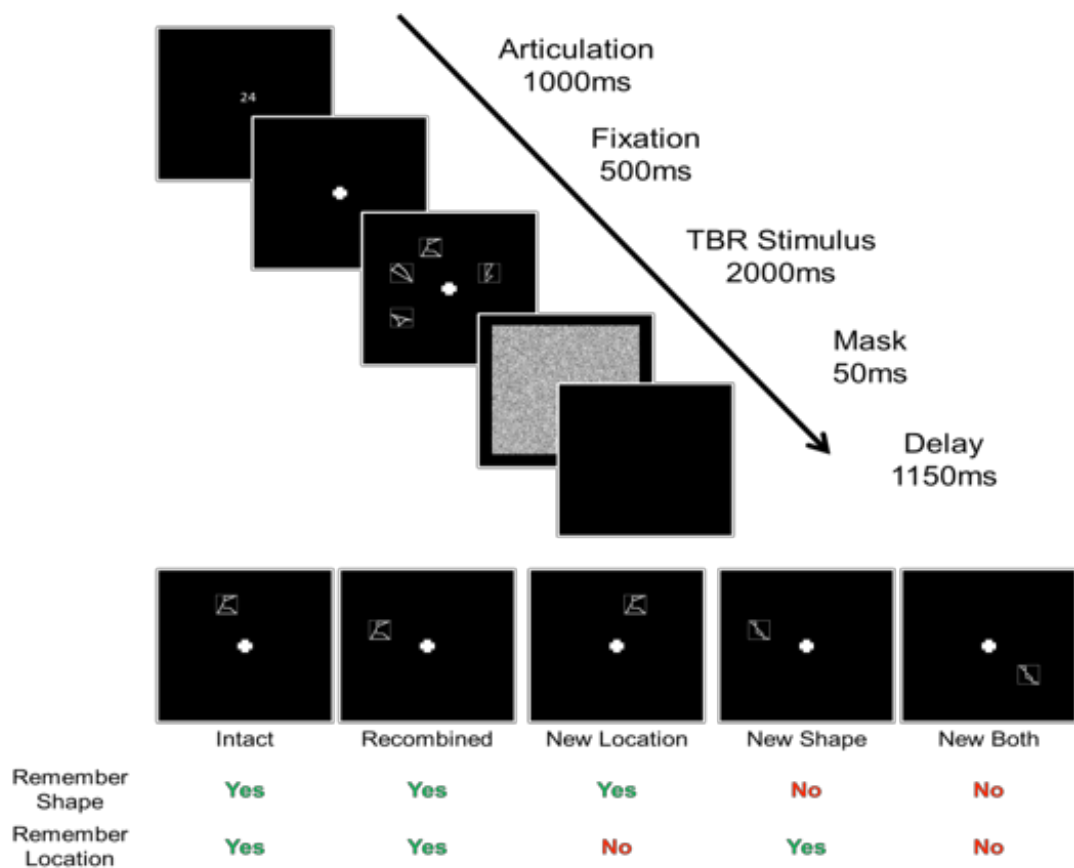 24
Articulation
1000ms
Fixation
500ms
TBR Stimulus
2000ms
Mask
50ms
Delay
1150ms
Intact Recombined New Location New Shape New Both
Remember
Shape
Yes Yes Yes No No
Remember
Location
Yes Yes No Yes No